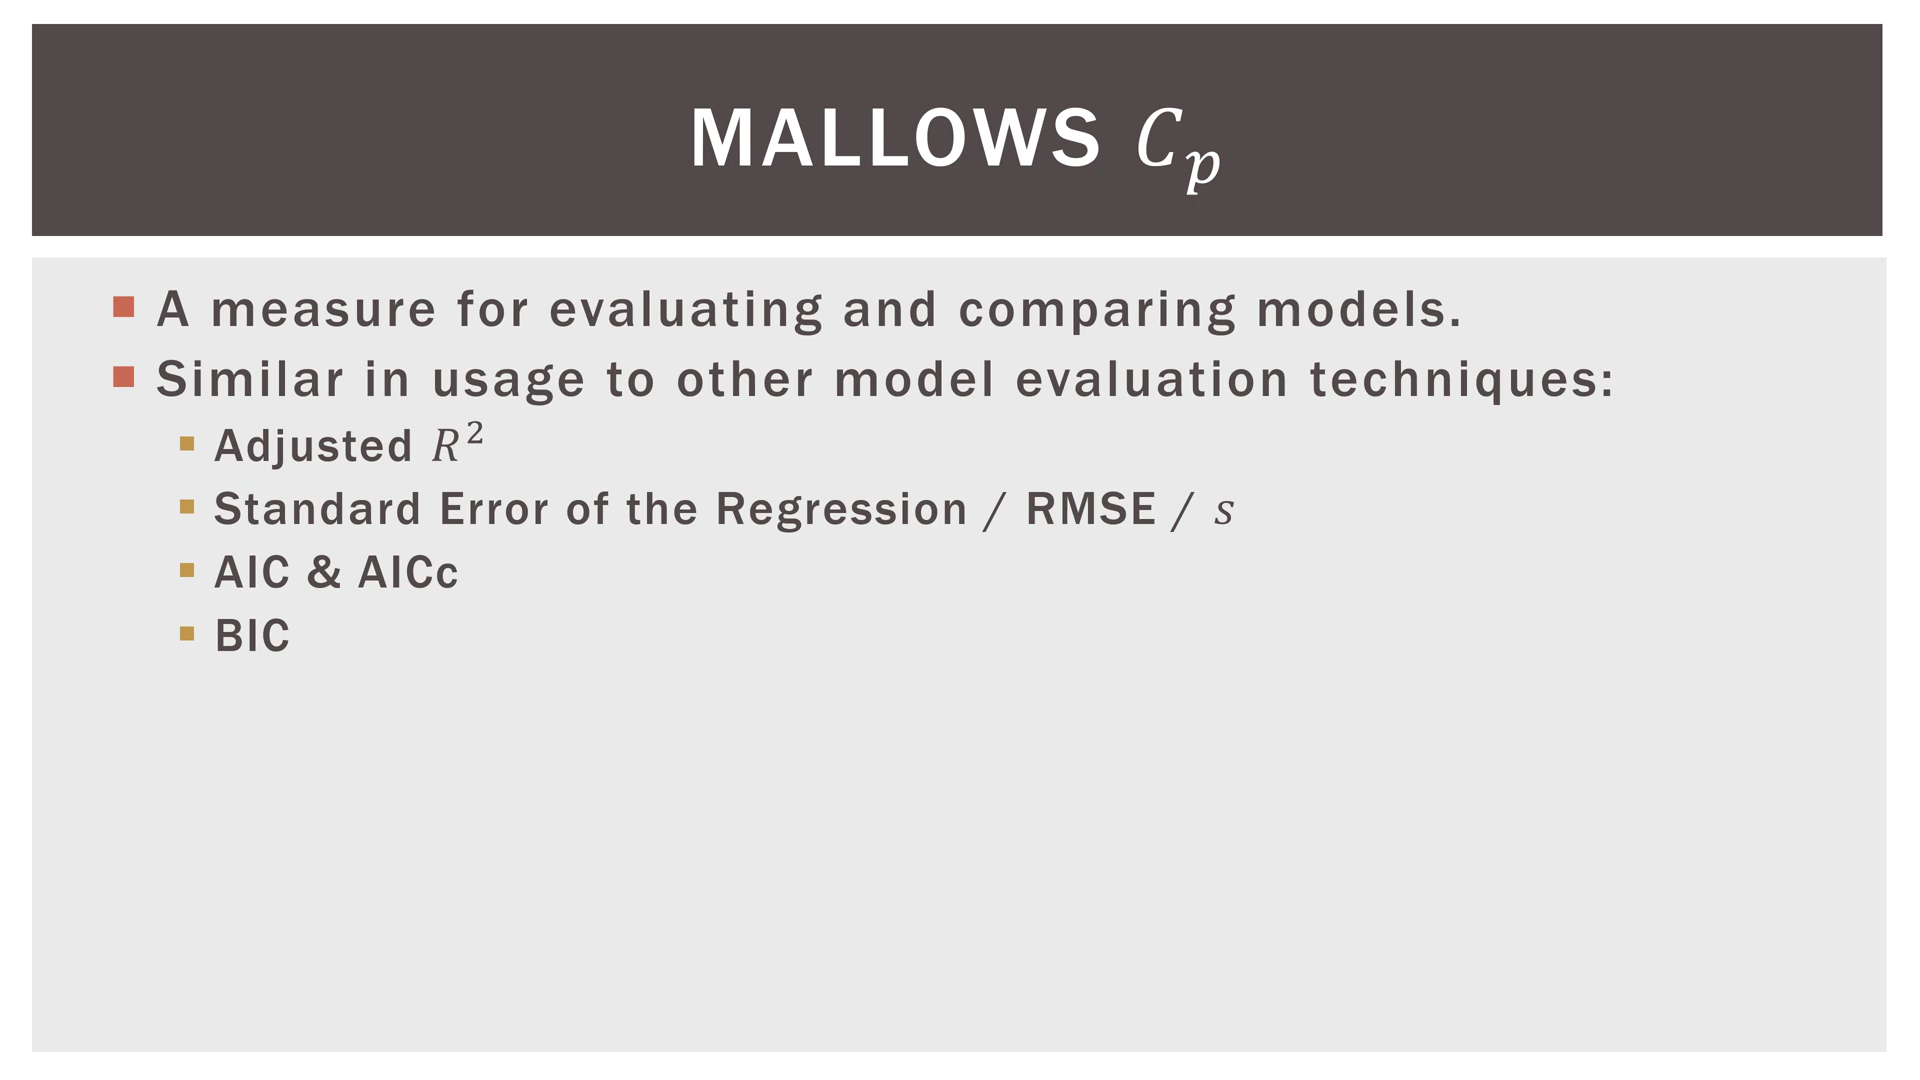 MALLOWS Cₚ
A measure for evaluating and comparing models.
Similar in usage to other model evaluation techniques:
Adjusted R²
Standard Error of the Regression / RMSE / s
AIC & AICc
BIC